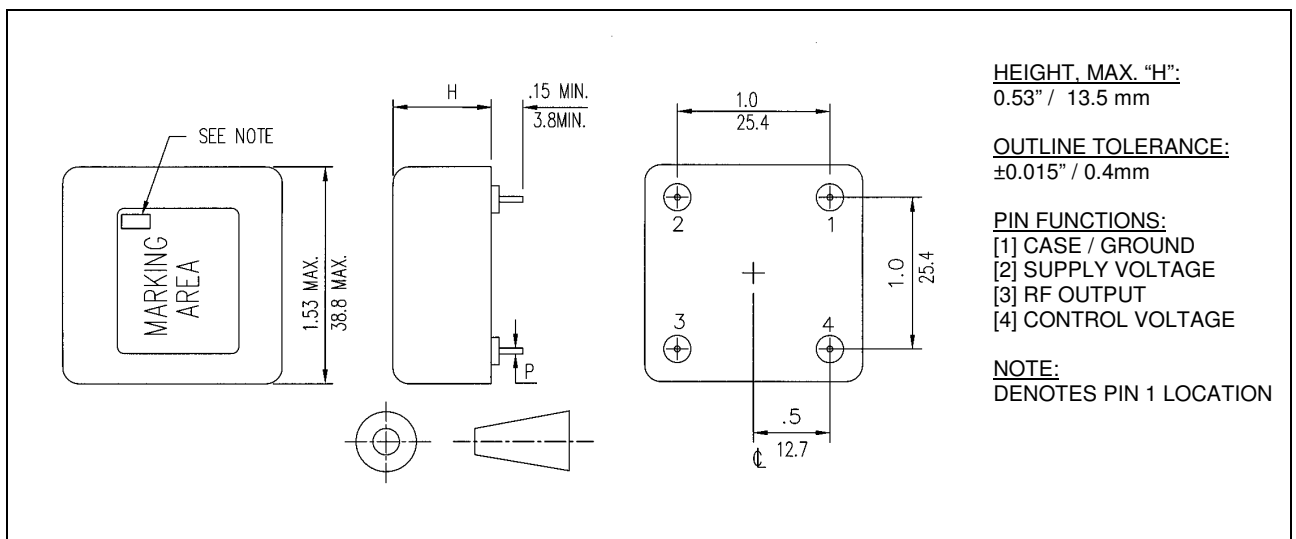 SEE NOTE
MARKING
AREA
1.53 MAX.
38.8 MAX.
H
.15 MIN.
3.8MIN.
P
1.0
25.4
2
1
3
4
1.0
25.4
.5
12.7
℄
HEIGHT, MAX. “H”:
0.53” / 13.5 mm
OUTLINE TOLERANCE:
±0.015” / 0.4mm
PIN FUNCTIONS:
[1] CASE / GROUND
[2] SUPPLY VOLTAGE
[3] RF OUTPUT
[4] CONTROL VOLTAGE
NOTE:
DENOTES PIN 1 LOCATION